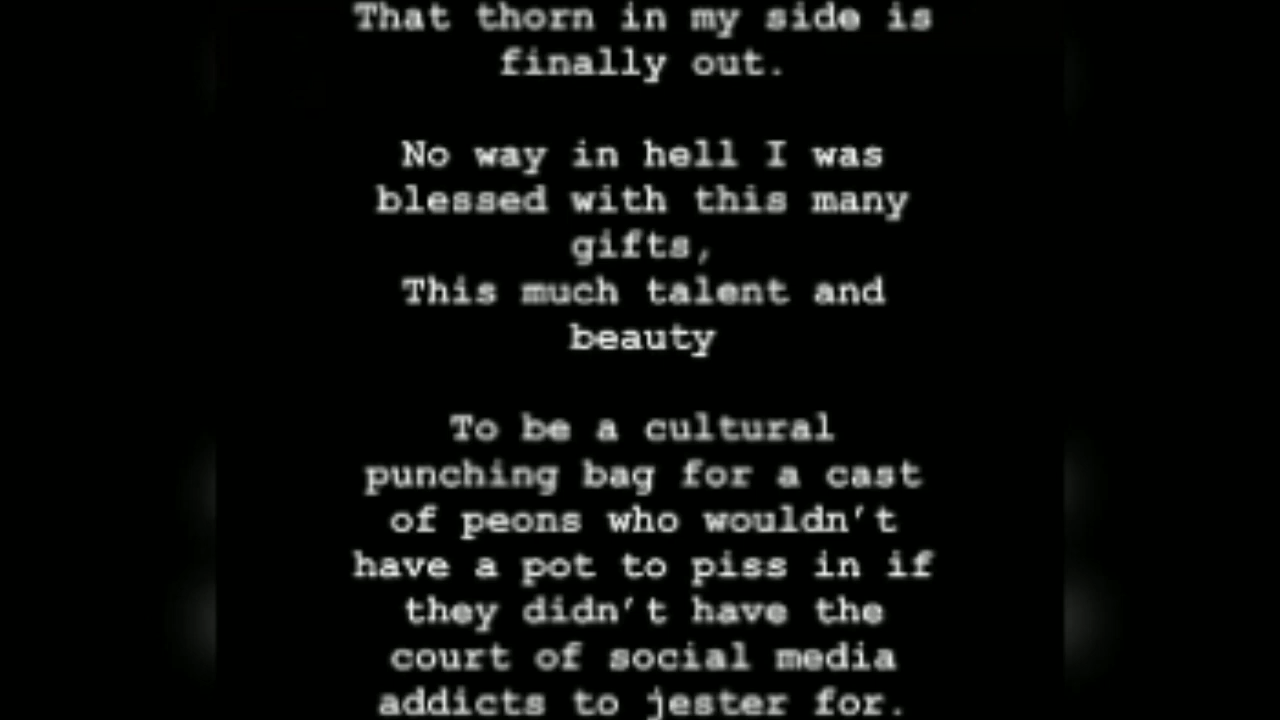 That thorn in my side is
finally out.
No way in hell I was
blessed with this many
gifts,
This much talent and
beauty
To be a cultural
punching bag for a cast
of peons who wouldn't
have a pot to piss in if
they didn't have the
court of social media
addicts to jester for.